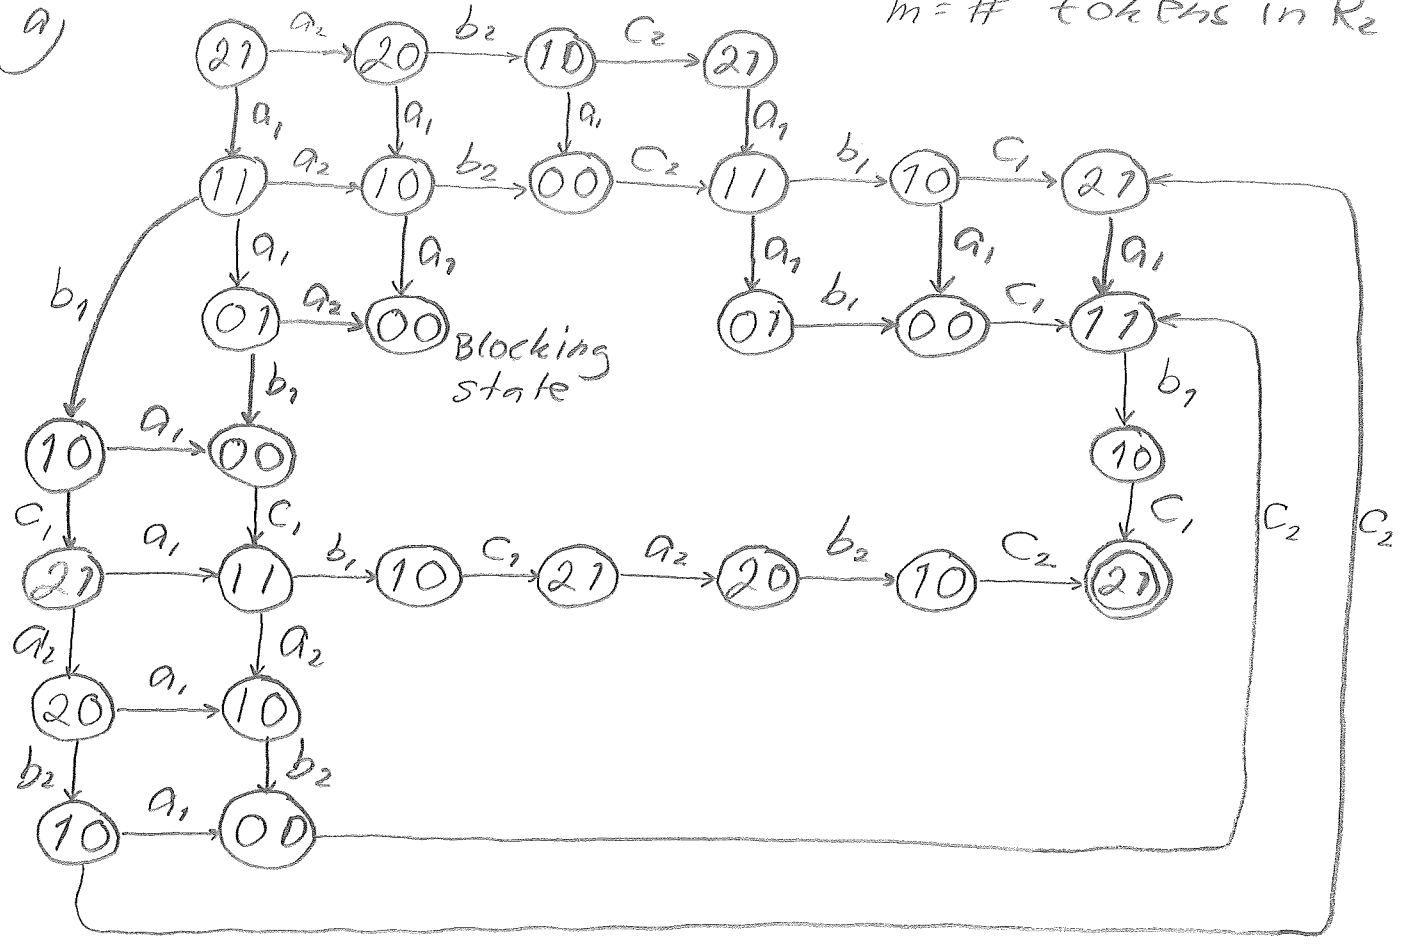 a)
m = # tokens in R2
21 a2 20 b2 10 c2 21
a1 a1 a1 a1
11 a2 10 b2 00 c2 11 b1 10 c1 21
b1 a1 a1 a1 a1 a1
01 a2 00 01 b1 00 c1 11
Blocking
state
b1 b1
10 a1 00 10
c1 c1 c1 c2 c2
21 a1 11 b1 10 c1 21 a2 20 b2 10 c2 21
a2 a2
20 a1 10
b2 b2
10 a1 00